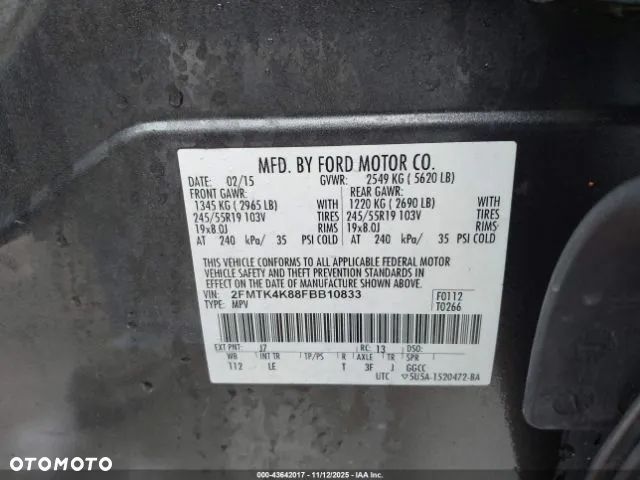 MFD. BY FORD MOTOR CO.
DATE: 02/15 GVWR: 2549 KG ( 5620 LB)
FRONT GAWR: REAR GAWR:
1345 KG ( 2965 LB) WITH 1220 KG ( 2690 LB) WITH
245/55R19 103V TIRES 245/55R19 103V TIRES
19x8.0J RIMS 19x8.0J RIMS
AT 240 kPa/ 35 PSI COLD AT 240 kPa/ 35 PSI COLD
THIS VEHICLE CONFORMS TO ALL APPLICABLE FEDERAL MOTOR
VEHICLE SAFETY AND THEFT PREVENTION STANDARDS IN
EFFECT ON THE DATE OF MANUFACTURE SHOWN ABOVE.
VIN: 2FMTK4K88FBB10833 F0112
TYPE: MPV T0266
EXT PNT: J7 RC: 13 DSO:
WB INT TR TP/PS R AXLE TR SPR
112 LE T 3F J GGCC
UTC ▽5U5A-1520472-BA
OTOMOTO
000-43642017 - 11/12/2025 - IAA Inc.